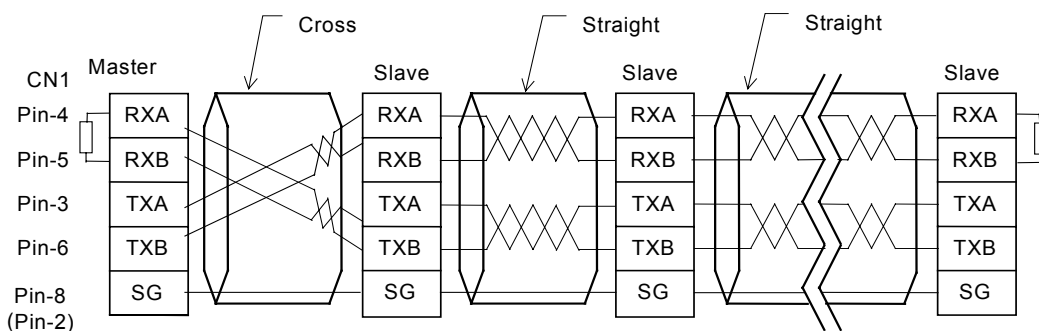 Cross
Straight
Straight
CN1
Master
Slave
Slave
Slave
Pin-4
RXA
RXA
RXA
RXA
Pin-5
RXB
RXB
RXB
RXB
Pin-3
TXA
TXA
TXA
TXA
Pin-6
TXB
TXB
TXB
TXB
Pin-8
(Pin-2)
SG
SG
SG
SG